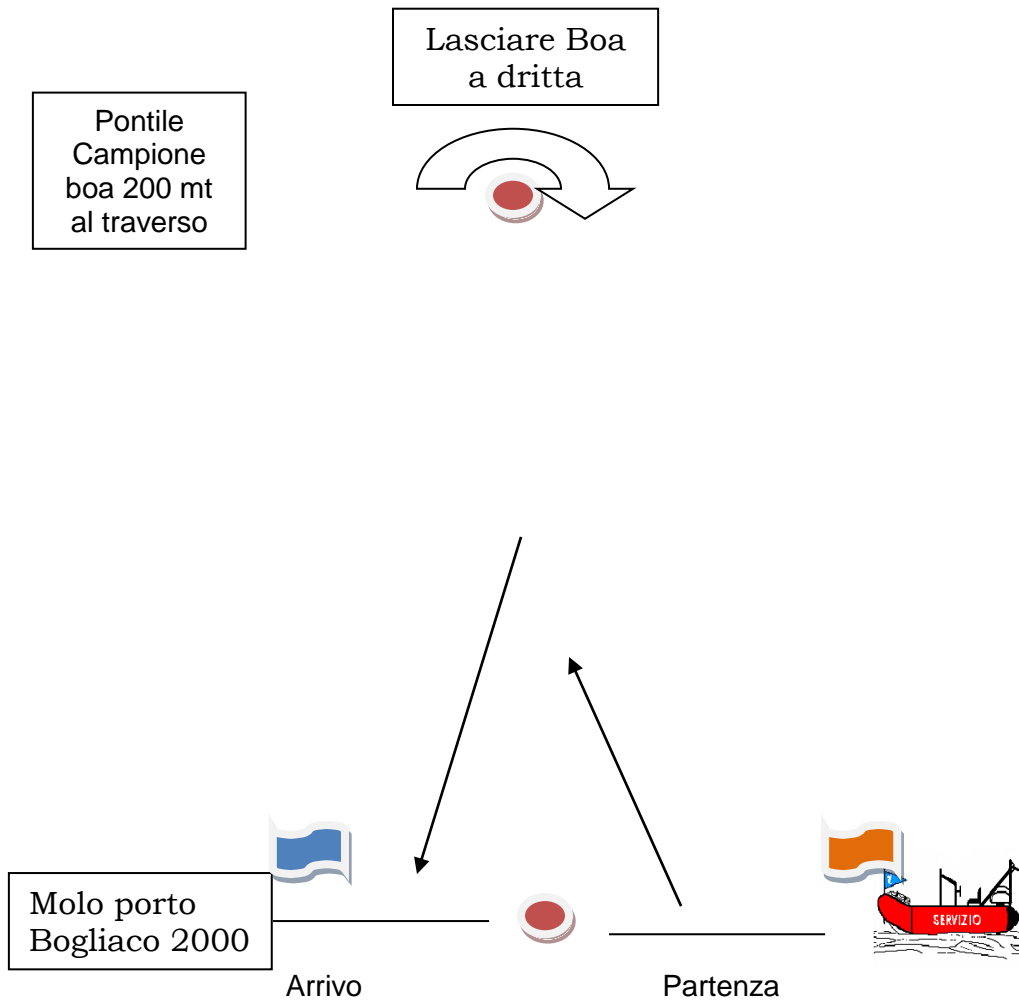 Lasciare Boa
a dritta
Pontile
Campione
boa 200 mt
al traverso
Molo porto
Bogliaco 2000
SERVIZIO
Arrivo
Partenza